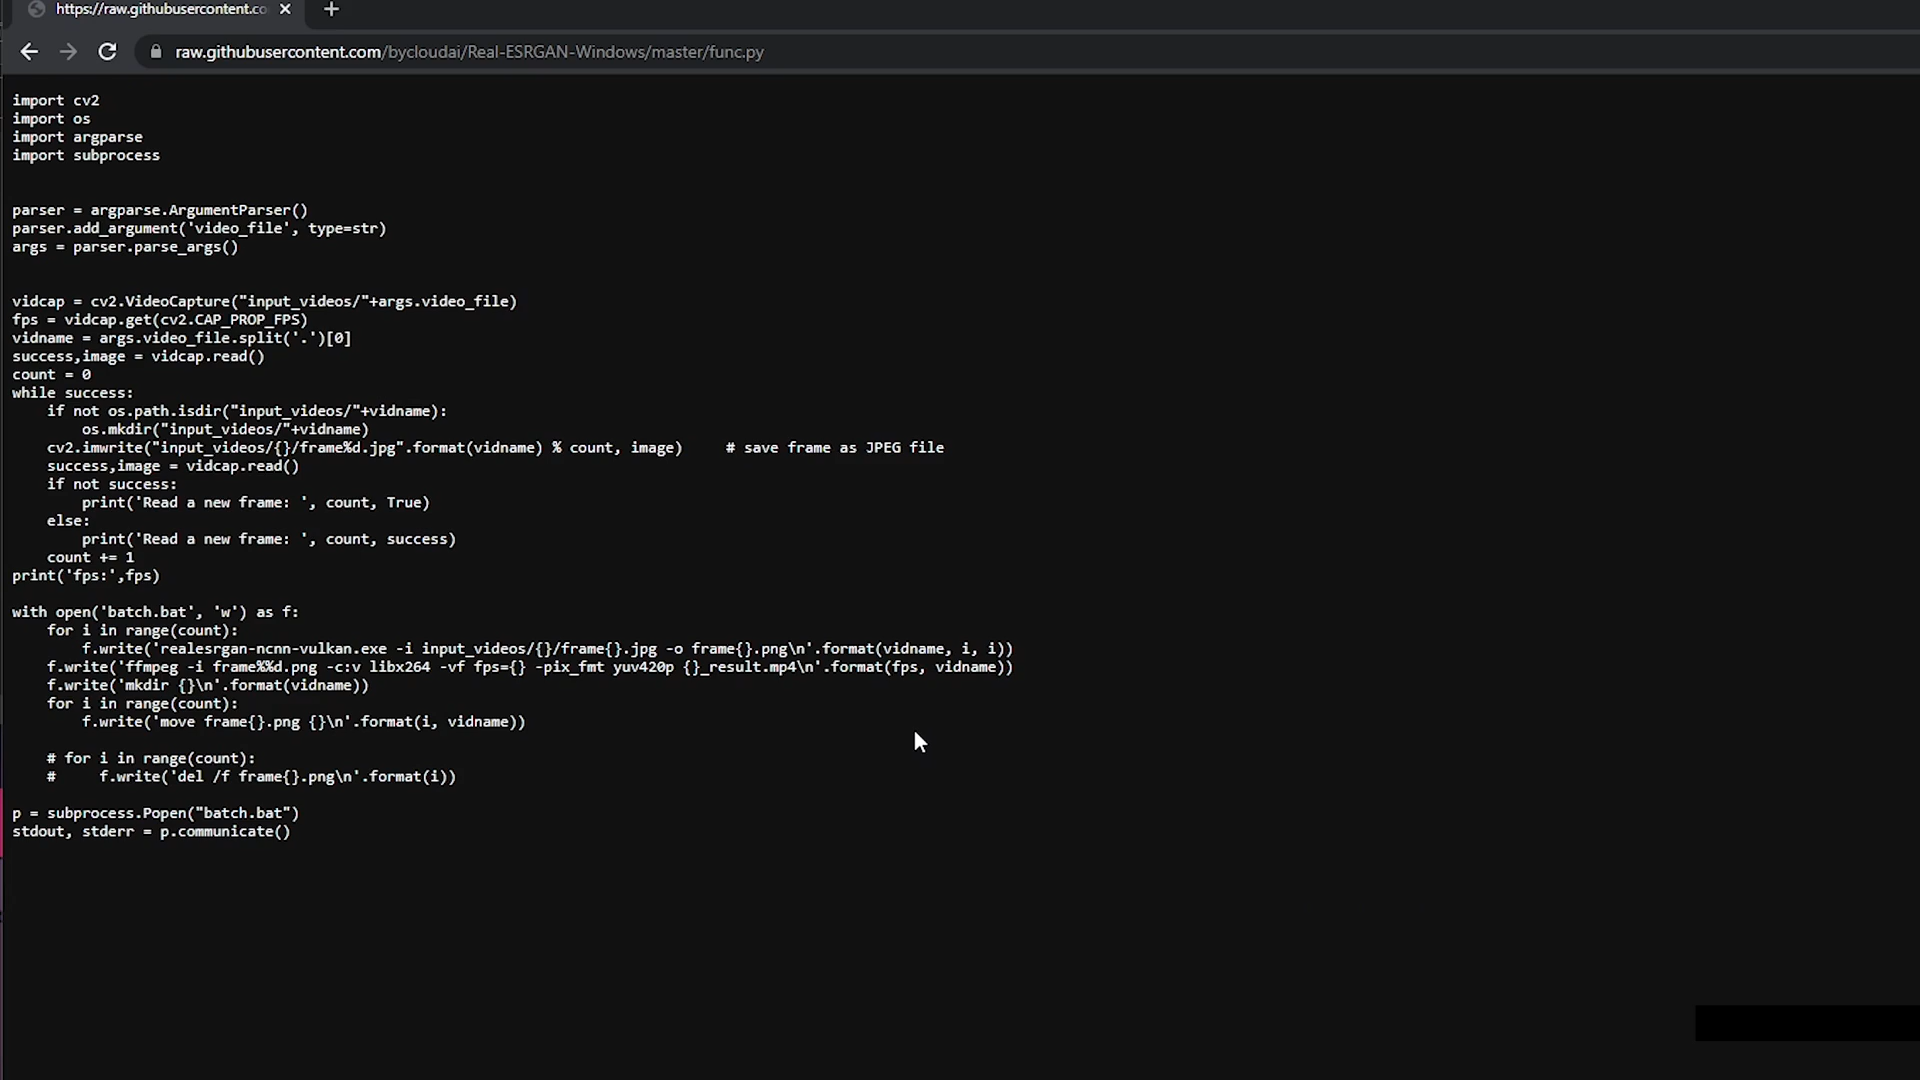 https://raw.githubusercontent.co
raw.githubusercontent.com/bycloudai/Real-ESRGAN-Windows/master/func.py
import cv2
import os
import argparse
import subprocess
parser = argparse.ArgumentParser()
parser.add_argument('video_file', type=str)
args = parser.parse_args()
vidcap = cv2.VideoCapture("input_videos/"+args.video_file)
fps = vidcap.get(cv2.CAP_PROP_FPS)
vidname = args.video_file.split('.')[0]
success,image = vidcap.read()
count = 0
while success:
    if not os.path.isdir("input_videos/"+vidname):
        os.mkdir("input_videos/"+vidname)
    cv2.imwrite("input_videos/{}/frame%d.jpg".format(vidname) % count, image)     # save frame as JPEG file
    success,image = vidcap.read()
    if not success:
        print('Read a new frame: ', count, True)
    else:
        print('Read a new frame: ', count, success)
    count += 1
print('fps:',fps)
with open('batch.bat', 'w') as f:
    for i in range(count):
        f.write('realesrgan-ncnn-vulkan.exe -i input_videos/{}/frame{}.jpg -o frame{}.png\n'.format(vidname, i, i))
    f.write('ffmpeg -i frame%%d.png -c:v libx264 -vf fps={} -pix_fmt yuv420p {}_result.mp4\n'.format(fps, vidname))
    f.write('mkdir {}\n'.format(vidname))
    for i in range(count):
        f.write('move frame{}.png {}\n'.format(i, vidname))
    # for i in range(count):
    #     f.write('del /f frame{}.png\n'.format(i))
p = subprocess.Popen("batch.bat")
stdout, stderr = p.communicate()